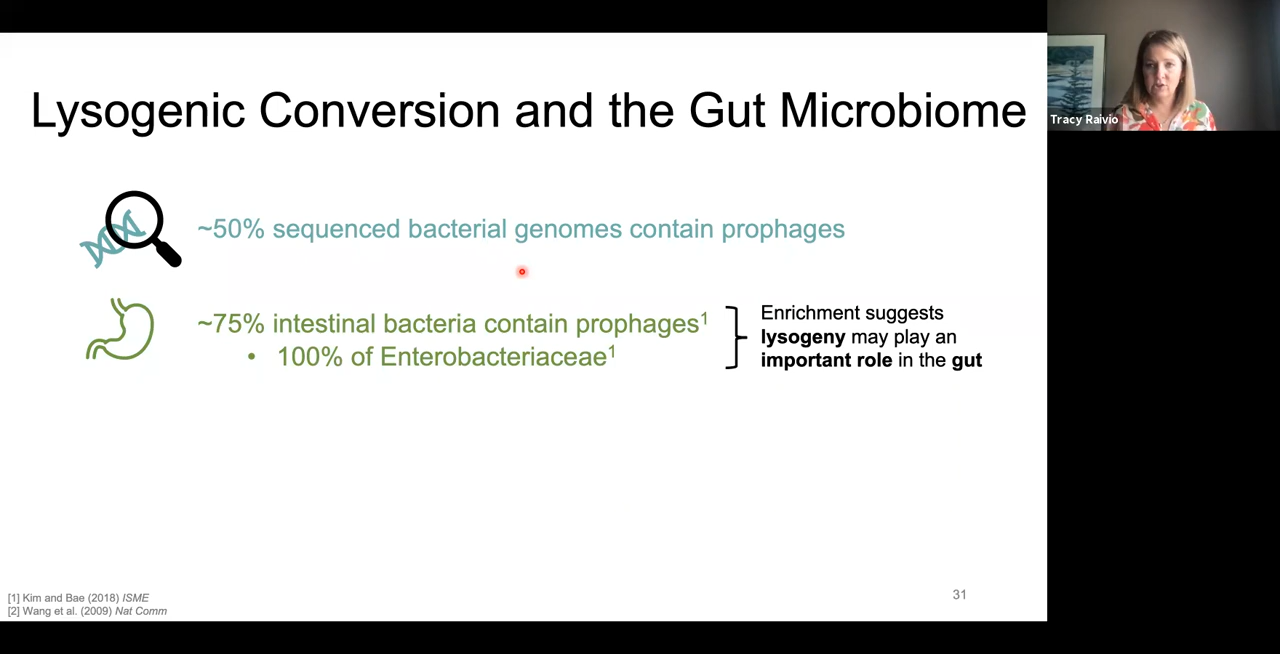 Lysogenic Conversion and the Gut Microbiome
Tracy Raivio
~50% sequenced bacterial genomes contain prophages
~75% intestinal bacteria contain prophages¹
• 100% of Enterobacteriaceae¹
Enrichment suggests
lysogeny may play an
important role in the gut
[1] Kim and Bae (2018) ISME
[2] Wang et al. (2009) Nat Comm
31